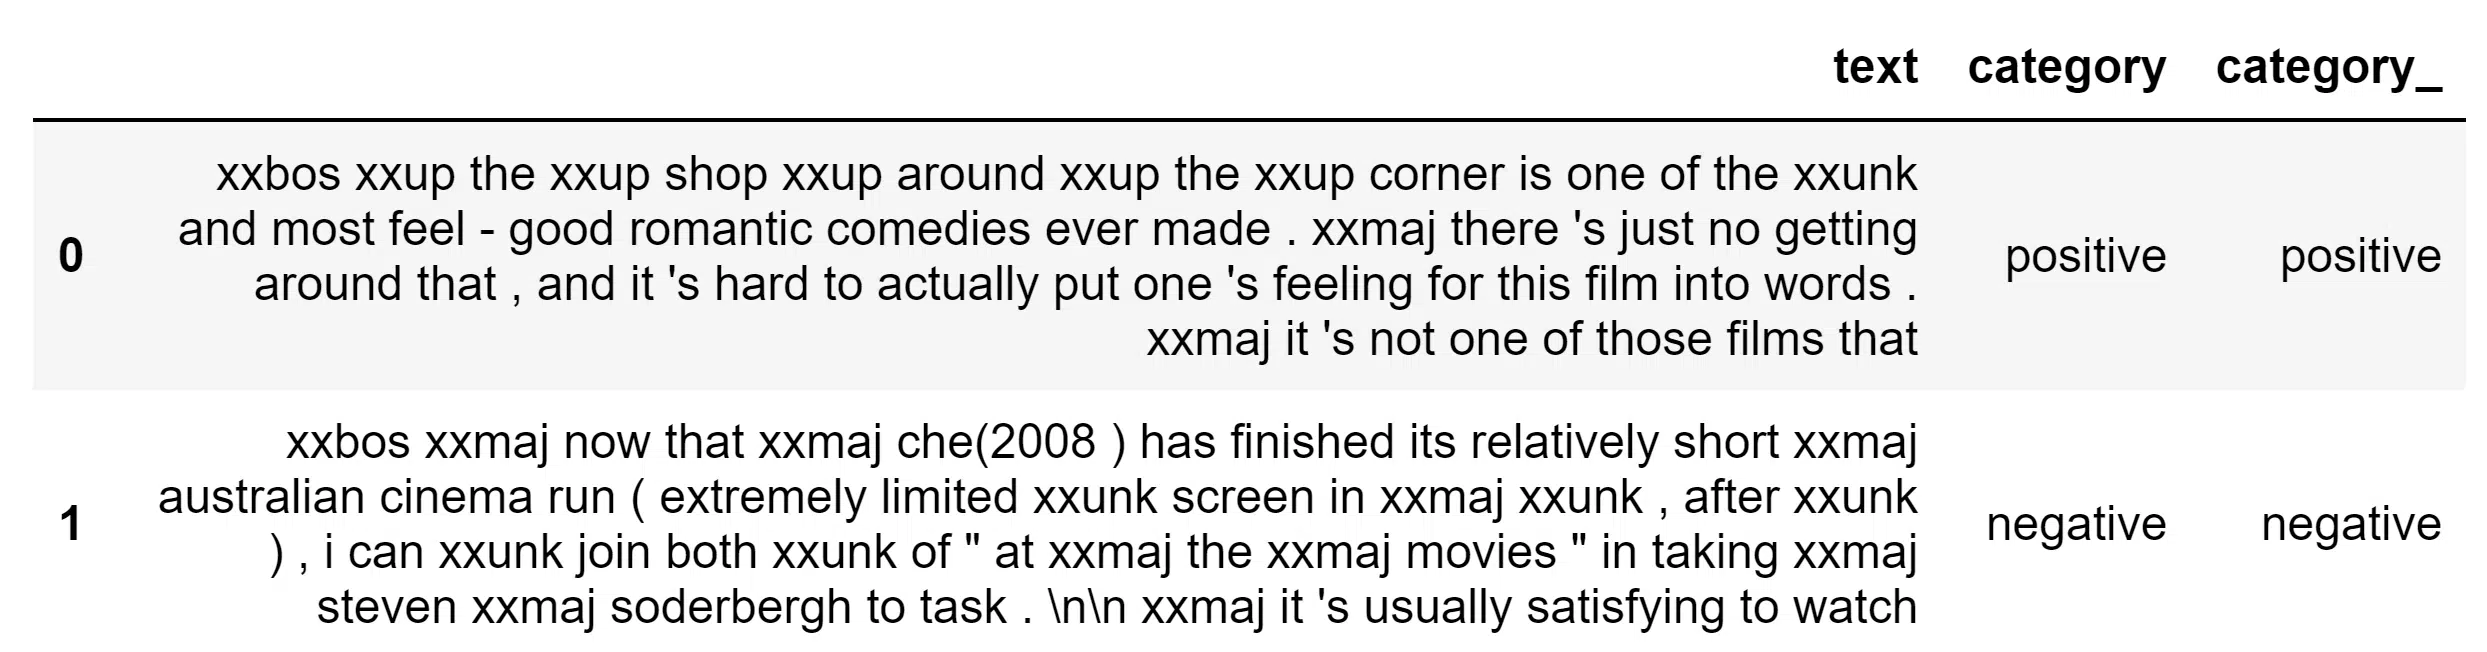 text category category_
xxbos xxup the xxup shop xxup around xxup the xxup corner is one of the xxunk
and most feel - good romantic comedies ever made . xxmaj there 's just no getting
0
around that , and it 's hard to actually put one 's feeling for this film into words .
xxmaj it 's not one of those films that
positive positive
xxbos xxmaj now that xxmaj che(2008 ) has finished its relatively short xxmaj
australian cinema run ( extremely limited xxunk screen in xxmaj xxunk , after xxunk
1
) , i can xxunk join both xxunk of " at xxmaj the xxmaj movies " in taking xxmaj
steven xxmaj soderbergh to task . \n\n xxmaj it 's usually satisfying to watch
negative negative